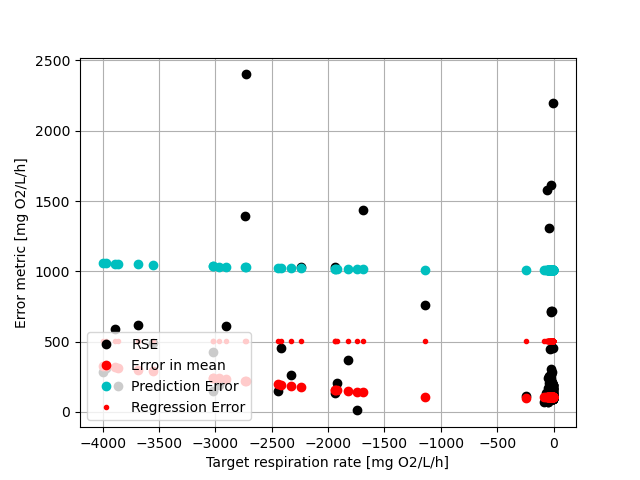 2500
2000
1500
1000
500
0
Error metric [mg O2/L/h]
RSE
Error in mean
Prediction Error
Regression Error
−4000 −3500 −3000 −2500 −2000 −1500 −1000 −500 0
Target respiration rate [mg O2/L/h]